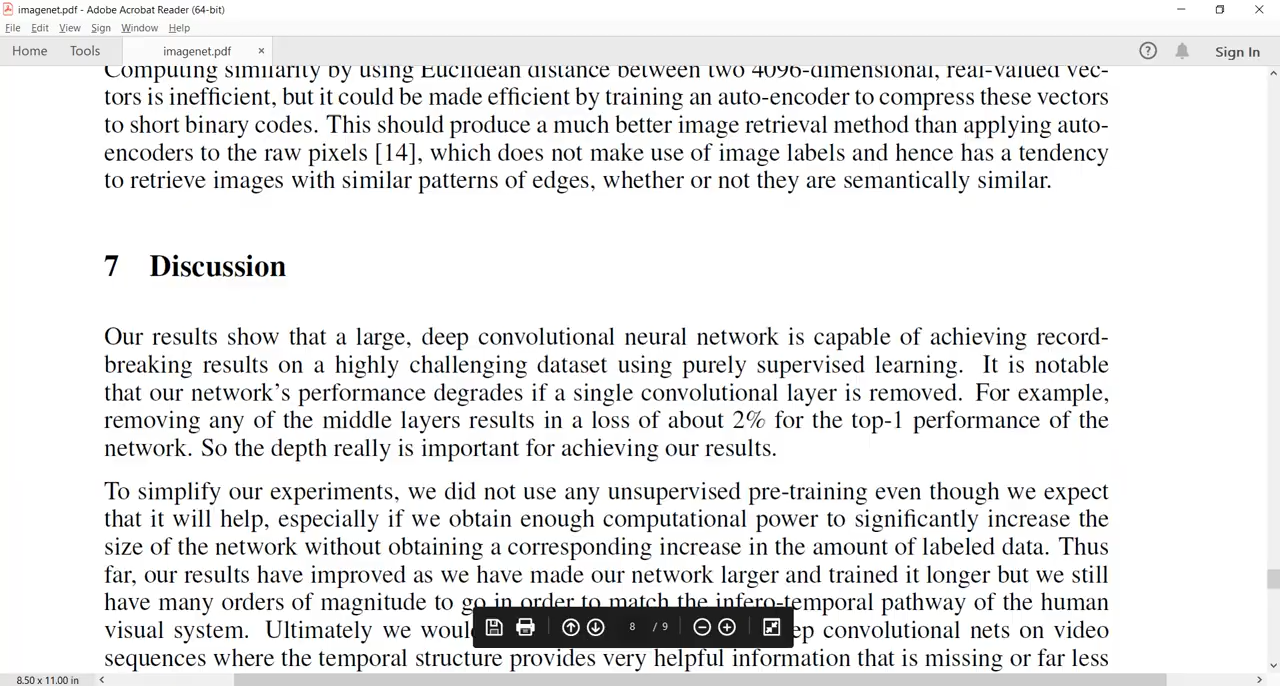 imagenet.pdf - Adobe Acrobat Reader (64-bit)
File Edit View Sign Window Help
Home Tools imagenet.pdf × Sign In
Computing similarity by using Euclidean distance between two 4096-dimensional, real-valued vec-
tors is inefficient, but it could be made efficient by training an auto-encoder to compress these vectors
to short binary codes. This should produce a much better image retrieval method than applying auto-
encoders to the raw pixels [14], which does not make use of image labels and hence has a tendency
to retrieve images with similar patterns of edges, whether or not they are semantically similar.
7 Discussion
Our results show that a large, deep convolutional neural network is capable of achieving record-
breaking results on a highly challenging dataset using purely supervised learning. It is notable
that our network's performance degrades if a single convolutional layer is removed. For example,
removing any of the middle layers results in a loss of about 2% for the top-1 performance of the
network. So the depth really is important for achieving our results.
To simplify our experiments, we did not use any unsupervised pre-training even though we expect
that it will help, especially if we obtain enough computational power to significantly increase the
size of the network without obtaining a corresponding increase in the amount of labeled data. Thus
far, our results have improved as we have made our network larger and trained it longer but we still
have many orders of magnitude to go in order to match the infero-temporal pathway of the human
visual system. Ultimately we convolutional nets on video
sequences where the temporal structure provides very helpful information that is missing or far less
8 / 9
8.50 x 11.00 in